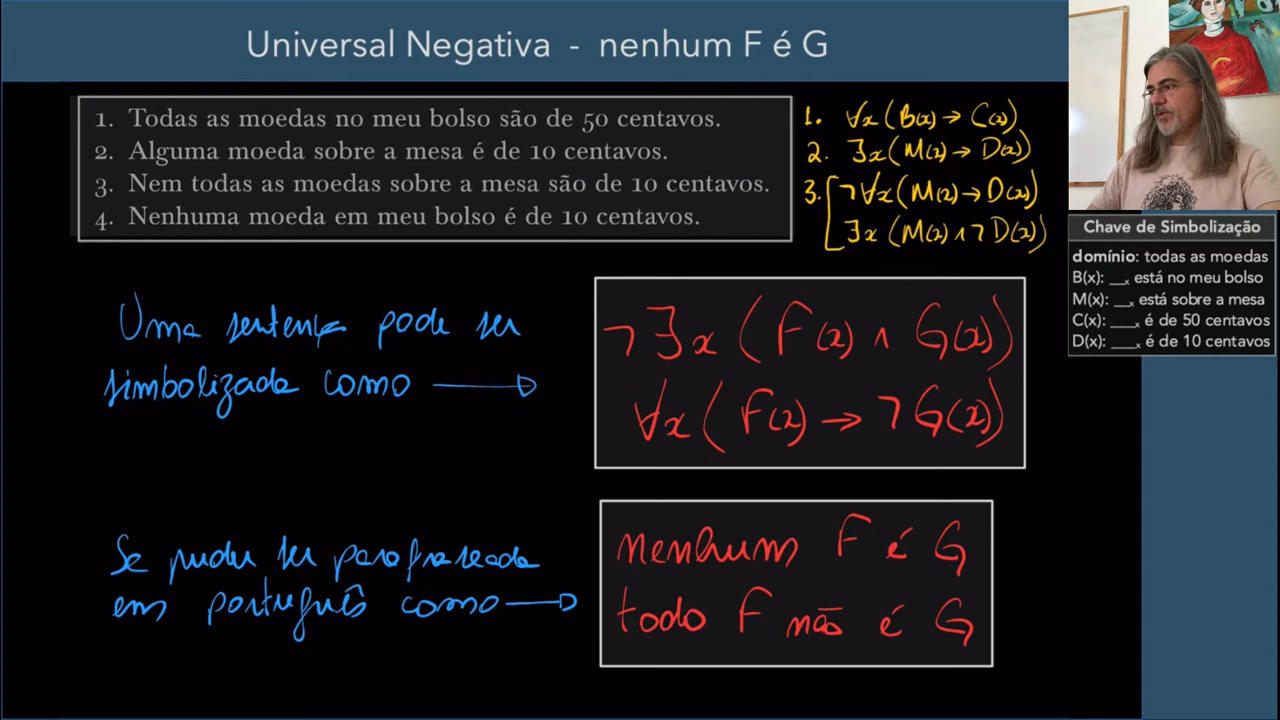 Universal Negativa - nenhum F é G
1. Todas as moedas no meu bolso são de 50 centavos.
2. Alguma moeda sobre a mesa é de 10 centavos.
3. Nem todas as moedas sobre a mesa são de 10 centavos.
4. Nenhuma moeda em meu bolso é de 10 centavos.
1. ∀x(B(x)→C(x))
2. ∃x(M(x)→D(x))
3. ¬∀x(M(x)→D(x))
∃x(M(x)∧¬D(x))
Chave de Simbolização
domínio: todas as moedas
B(x): __x está no meu bolso
M(x): __x está sobre a mesa
C(x): ___x é de 50 centavos
D(x): ___x é de 10 centavos
Uma sentença pode ser
simbolizada como →
¬∃x(F(x)∧G(x))
∀x(F(x)→¬G(x))
Se puder ser parafraseada
em português como →
nenhum F é G
todo F não é G